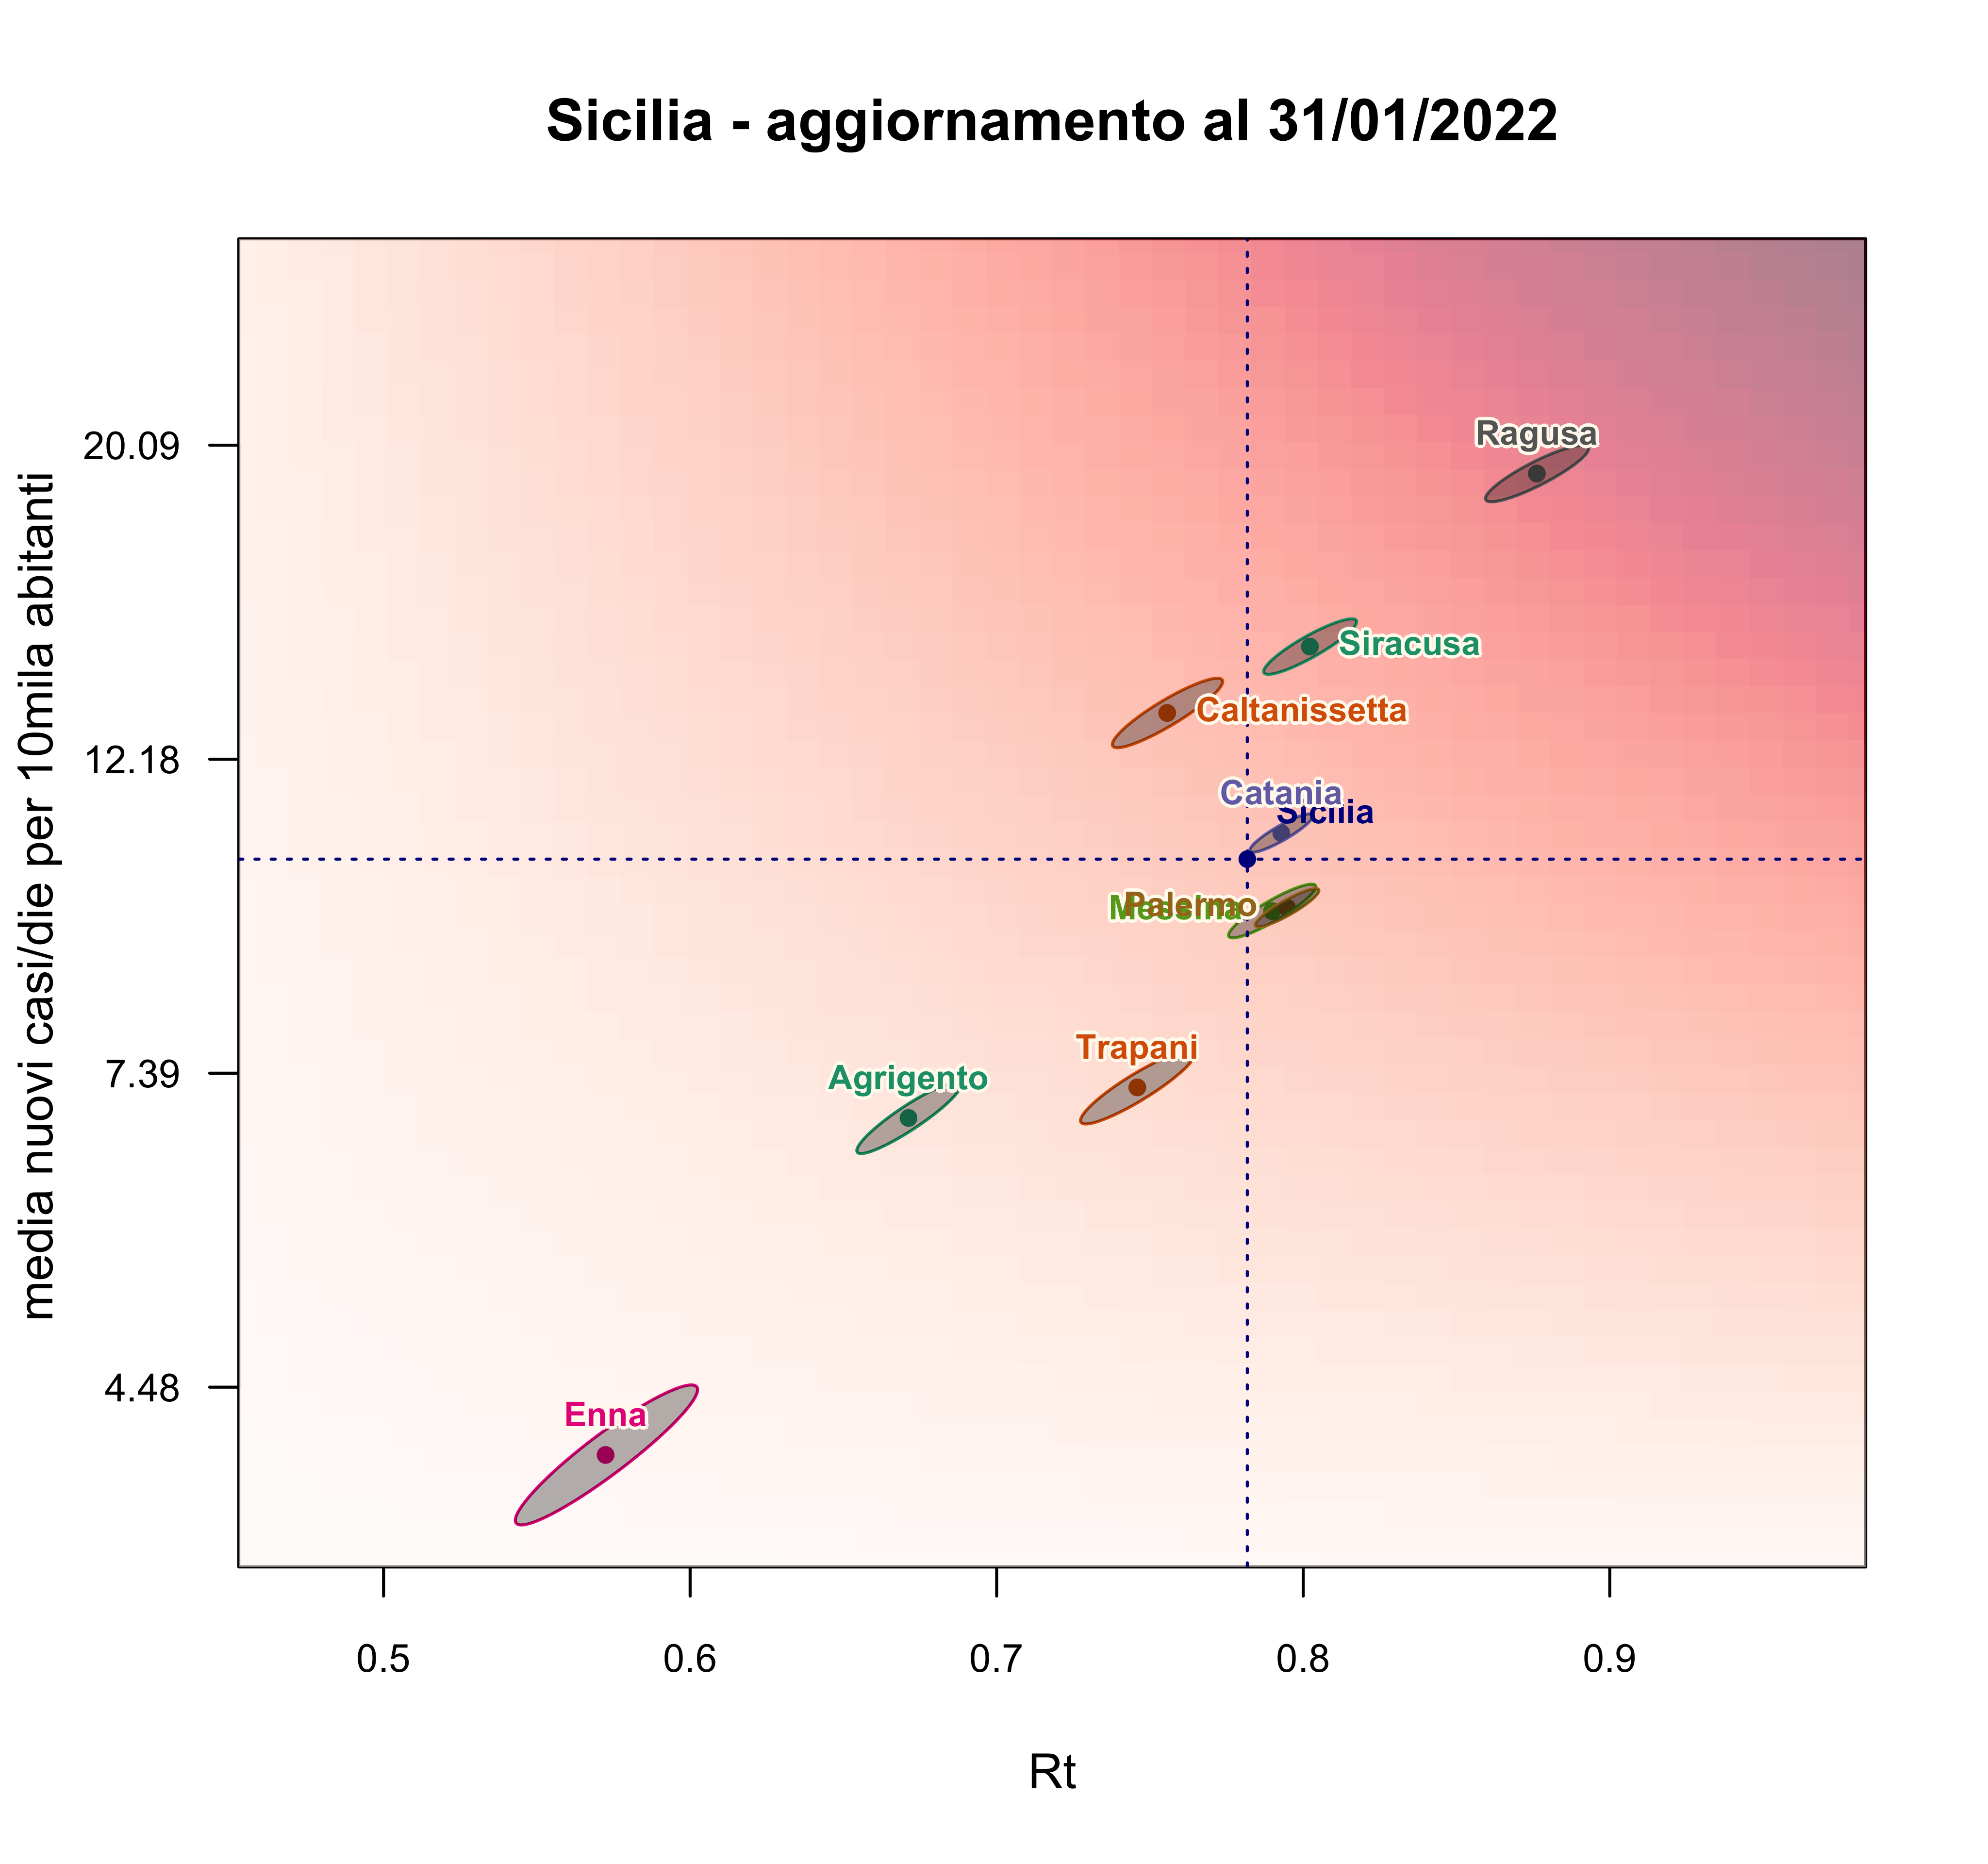 Sicilia - aggiornamento al 31/01/2022
media nuovi casi/die per 10mila abitanti
20.09
12.18
7.39
4.48
Ragusa
Siracusa
Caltanissetta
Catania
Sicilia
Messina
Palermo
Trapani
Agrigento
Enna
0.5 0.6 0.7 0.8 0.9
Rt